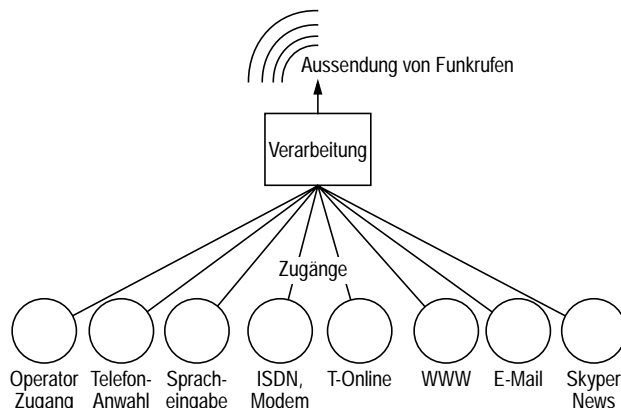 Aussendung von Funkrufen
Verarbeitung
Zugänge
Operator Zugang
Telefon-Anwahl
Sprach-eingabe
ISDN, Modem
T-Online
WWW
E-Mail
Skyper News